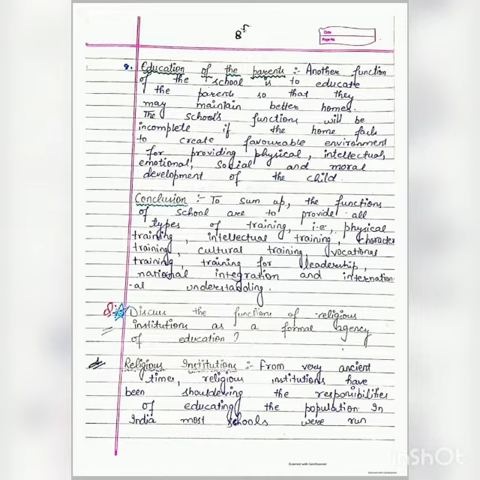 85
Date
Page No
9. Education of the parents :- Another function
of the school is to educate
the parents so that they
may maintain better homes.
The schools functions will be
incomplete if the home fails
to create favourable environment
for providing physical, intellectual
emotional, social and moral
development of the child
Conclusion :- To sum up, the functions
of school are to provide all
types of training, i.e., physical
training, intellectual training, character
training, cultural training, vocational
training, training for leadership,
national integration and internation
-al understanding.
Discuss the functions of religious
institutions as a formal agency
of education?
Religious Institutions :- From very ancient
times, religious institutions have
been shouldering the responsibilities
of educating the population In
India most schools were run
Scanned with CamScanner
InShOt